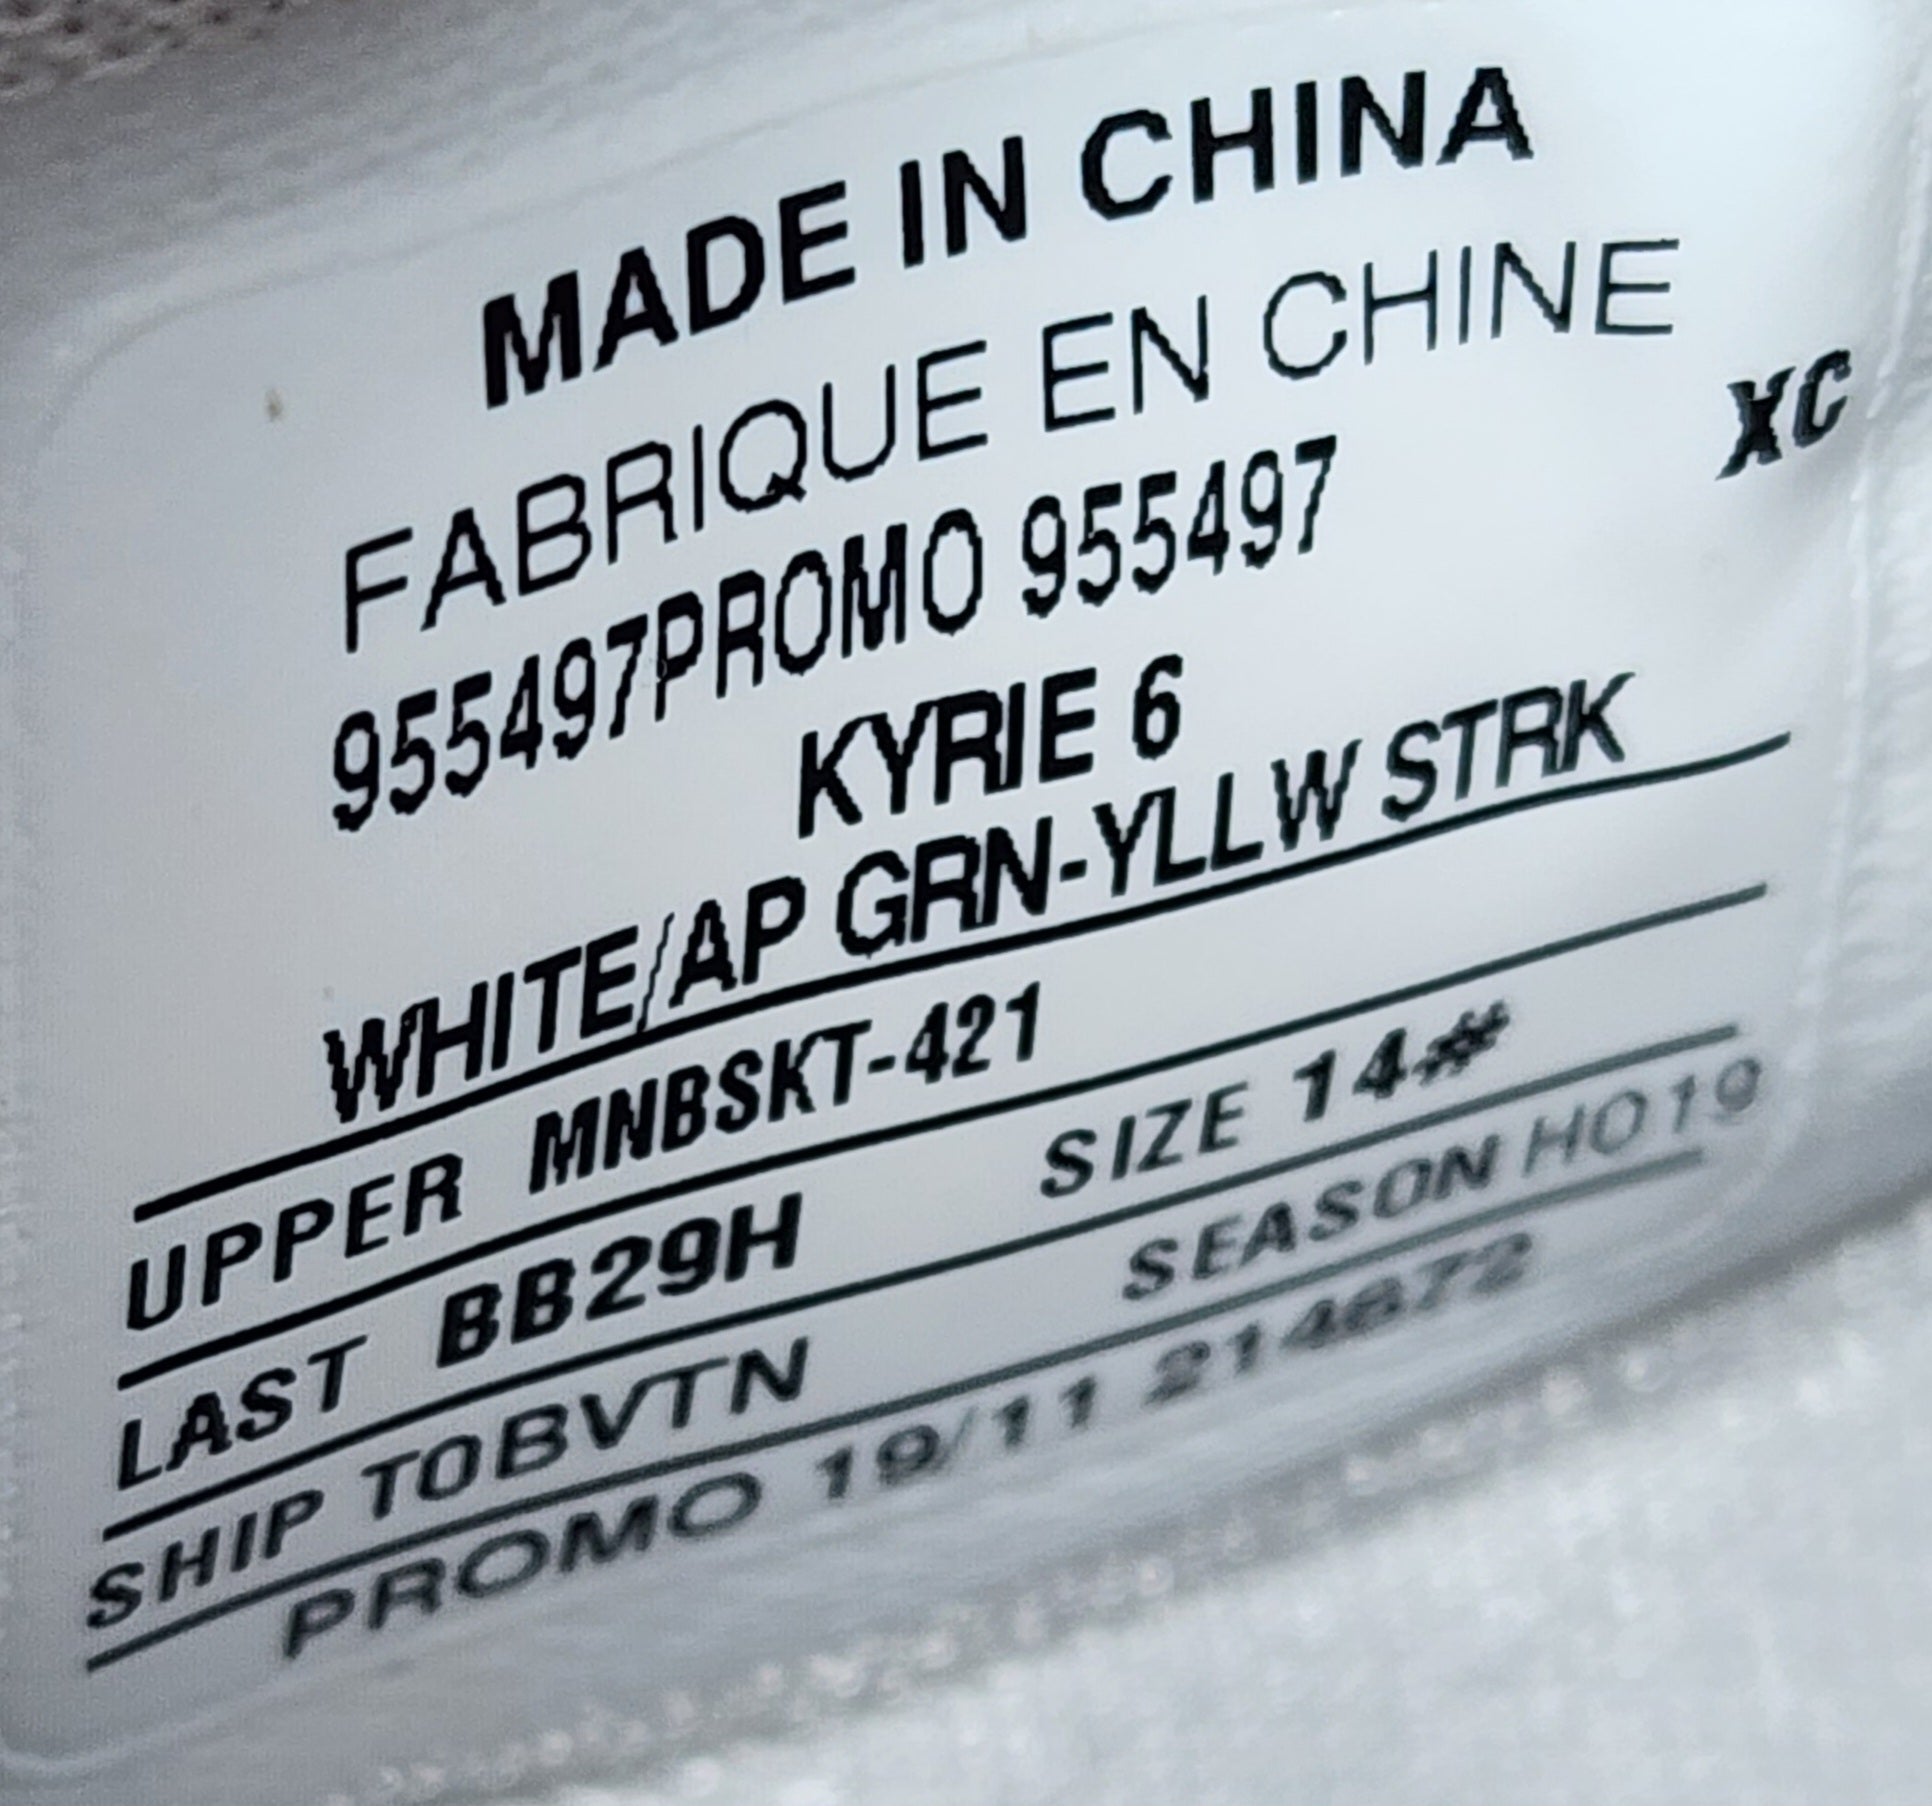 MADE IN CHINA
FABRIQUE EN CHINE
XC
955497PROMO 955497
KYRIE 6
WHITE/AP GRN-YLLW STRK
UPPER MNBSKT-421
LAST BB29H SIZE 14#
SHIP TOBVTN SEASON HO19
PROMO 19/11 214672